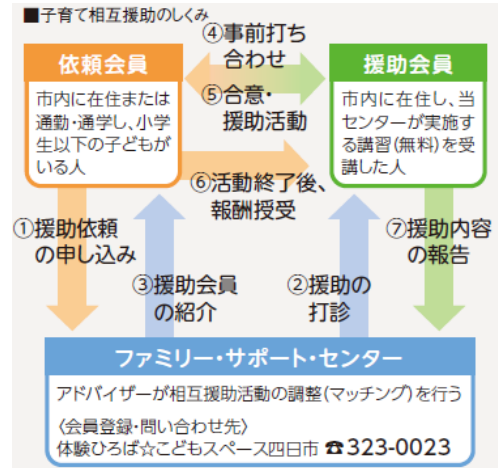 ■子育て相互援助のしくみ
④事前打ち
合わせ
依頼会員
市内に在住または
通勤・通学し、小学
生以下の子どもが
いる人
⑤合意・
援助活動
援助会員
市内に在住し、当
センターが実施す
る講習(無料)を受
講した人
⑥活動終了後、
報酬授受
①援助依頼
の申し込み
③援助会員
の紹介
②援助の
打診
⑦援助内容
の報告
ファミリー・サポート・センター
アドバイザーが相互援助活動の調整(マッチング)を行う
〈会員登録・問い合わせ先〉
体験ひろば☆こどもスペース四日市 ☎323-0023